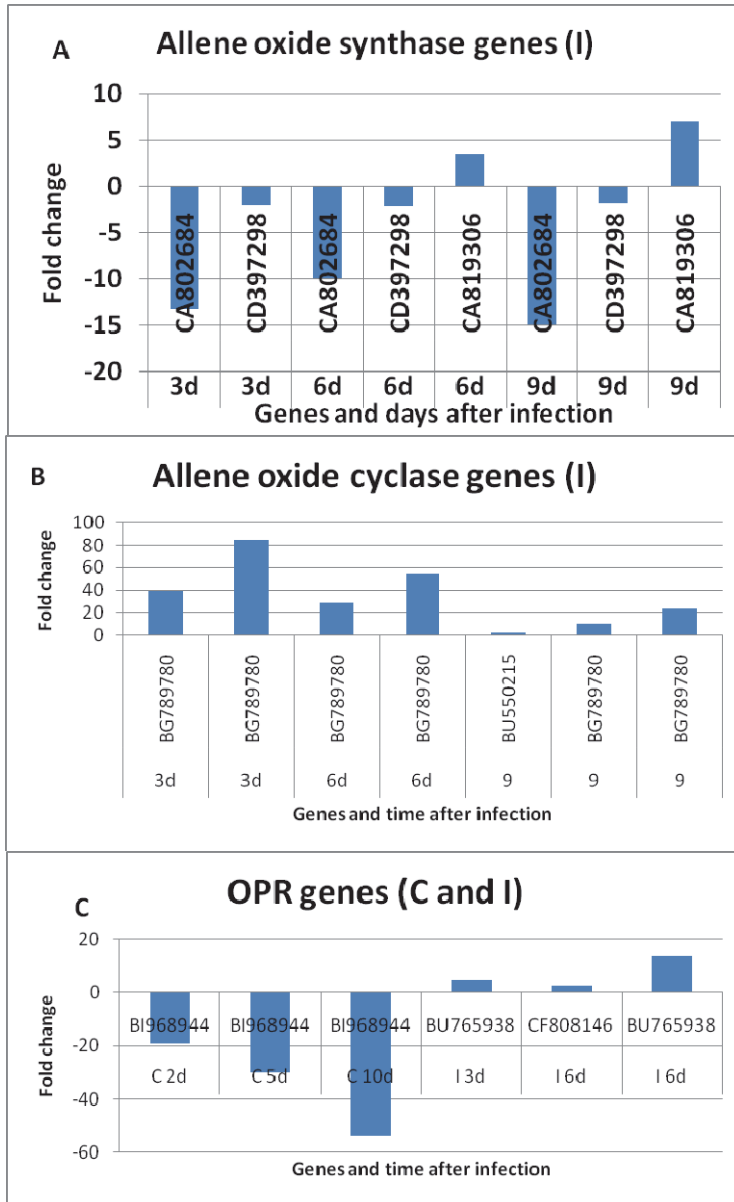 A
Allene oxide synthase genes (I)
10
5
0
-5
-10
-15
-20
Fold change
CA802684
CD397298
CA802684
CD397298
CA819306
CA802684
CD397298
CA819306
3d 3d 6d 6d 6d 9d 9d 9d
Genes and days after infection
B
Allene oxide cyclase genes (I)
100
80
60
40
20
0
Fold change
BG789780
BG789780
BG789780
BG789780
BU550215
BG789780
BG789780
3d 3d 6d 6d 9 9 9
Genes and time after infection
C
OPR genes (C and I)
20
0
-20
-40
-60
Fold change
BI968944 BI968944 BI968944 BU765938 CF808146 BU765938
C 2d C 5d C 10d I 3d I 6d I 6d
Genes and time after infection